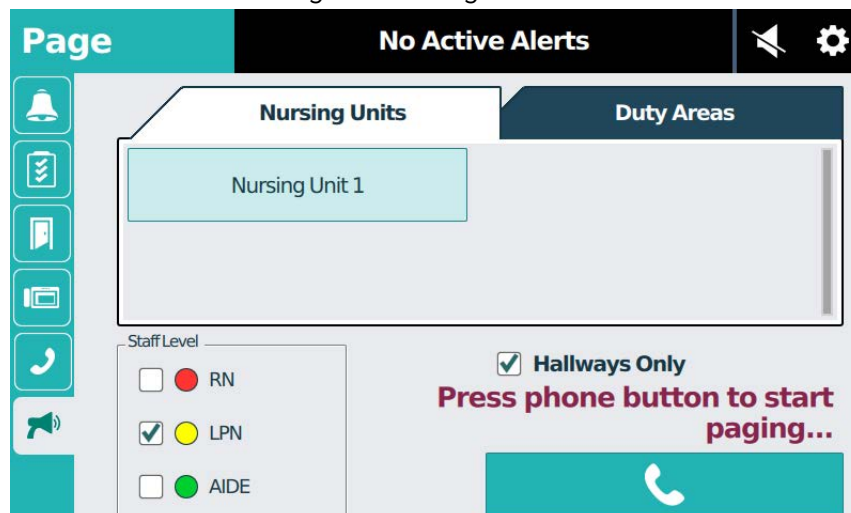 Page
No Active Alerts
Nursing Units
Duty Areas
Nursing Unit 1
Staff Level
RN
LPN
AIDE
Hallways Only
Press phone button to start
paging...